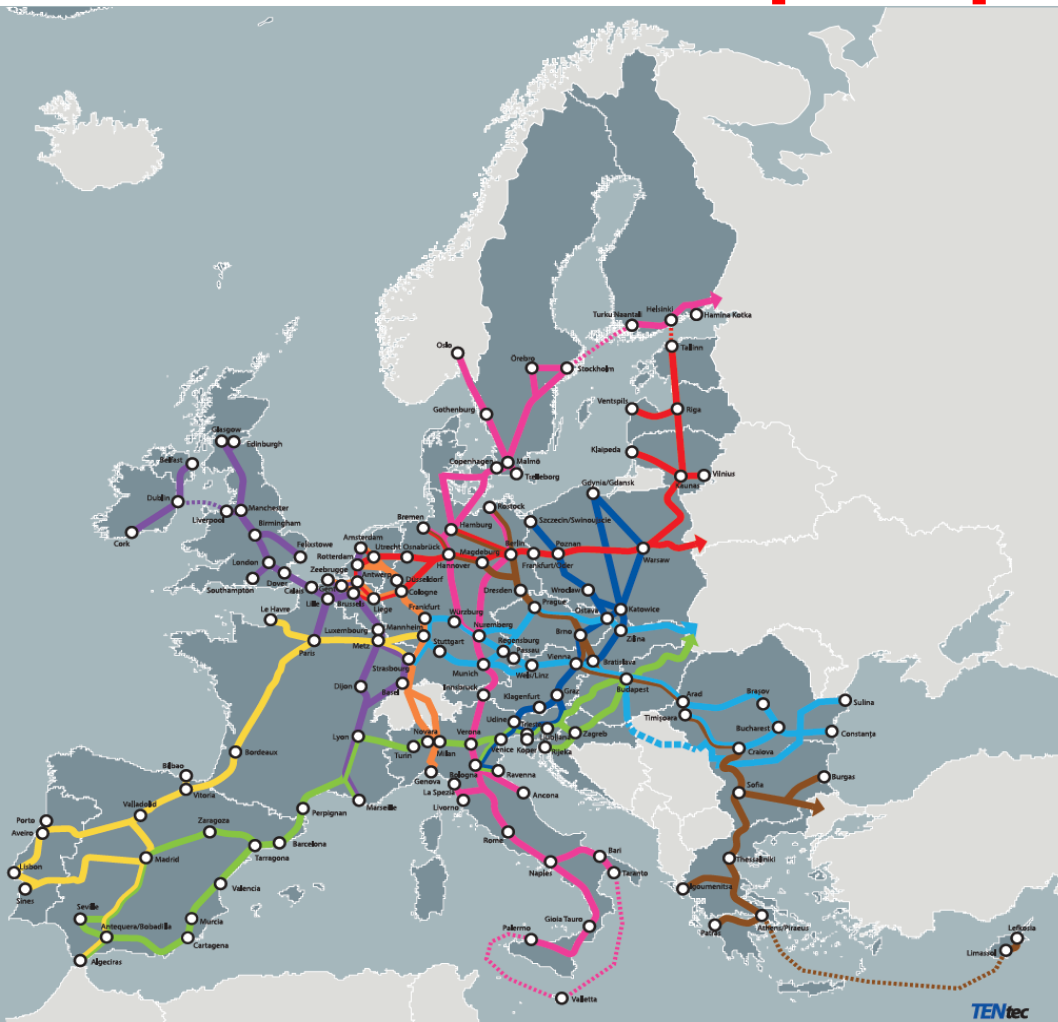 Helsinki
Turku Naantali
Hamina Kotka
Tallinn
Oslo
Örebro
Stockholm
Ventspils
Riga
Gothenburg
Glasgow
Edinburgh
Klaipeda
Belfast
Copenhagen
Malmö
Trelleborg
Vilnius
Kaunas
Gdynia/Gdansk
Dublin
Manchester
Liverpool
Rostock
Bremen
Hamburg
Szczecin/Swinoujscie
Birmingham
Cork
Felixstowe
Amsterdam
Rotterdam
Utrecht
Osnabrück
Berlin
Poznan
Magdeburg
Hannover
Frankfurt/Oder
Warsaw
London
Zeebrugge
Antwerp
Düsseldorf
Southampton
Dover
Calais
Gent
Cologne
Dresden
Wroclaw
Lille
Brussels
Liège
Prague
Katowice
Le Havre
Frankfurt
Würzburg
Ostava
Luxembourg
Mannheim
Nuremberg
Brno
Zilina
Paris
Metz
Stuttgart
Regensburg
Passau
Strasbourg
Munich
Wels/Linz
Vienna
Bratislava
Dijon
Basel
Innsbruck
Klagenfurt
Graz
Budapest
Arad
Brașov
Sulina
Timișoara
Udine
Trieste
Bucharest
Constanța
Lyon
Novara
Verona
Ljubljana
Zagreb
Turin
Milan
Venice
Koper
Rijeka
Craiova
Bordeaux
Genova
Bologna
Ravenna
Bilbao
Vitoria
La Spezia
Ancona
Sofia
Burgas
Livorno
Marseille
Valladolid
Perpignan
Porto
Aveiro
Zaragoza
Rome
Barcelona
Tarragona
Madrid
Bari
Thessaloniki
Lisbon
Naples
Taranto
Sines
Valencia
Igoumenitsa
Seville
Murcia
Gioia Tauro
Patras
Athens/Piraeus
Antequera/Bobadilla
Palermo
Lefkosia
Cartagena
Limassol
Algeciras
Valletta
TENtec